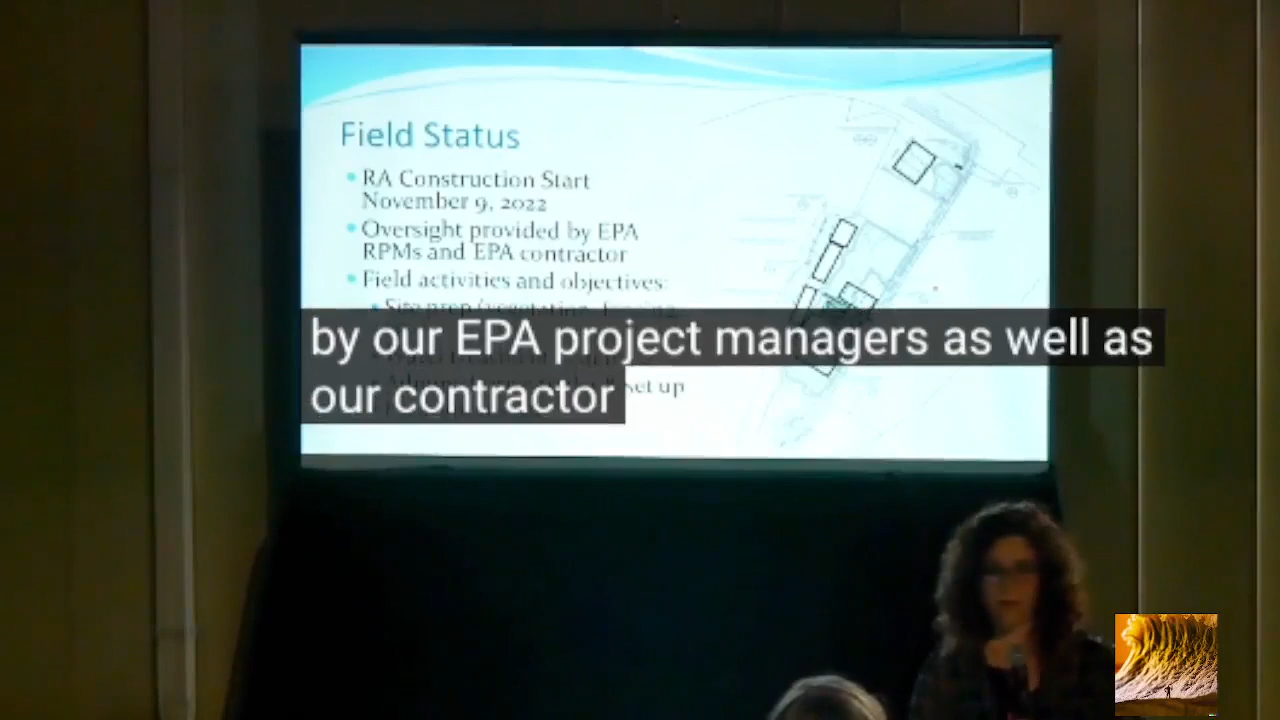 Field Status
RA Construction Start
November 9, 2022
Oversight provided by EPA
RPMs and EPA contractor
Field activities and objectives:
by our EPA project managers as well as
our contractor
set up